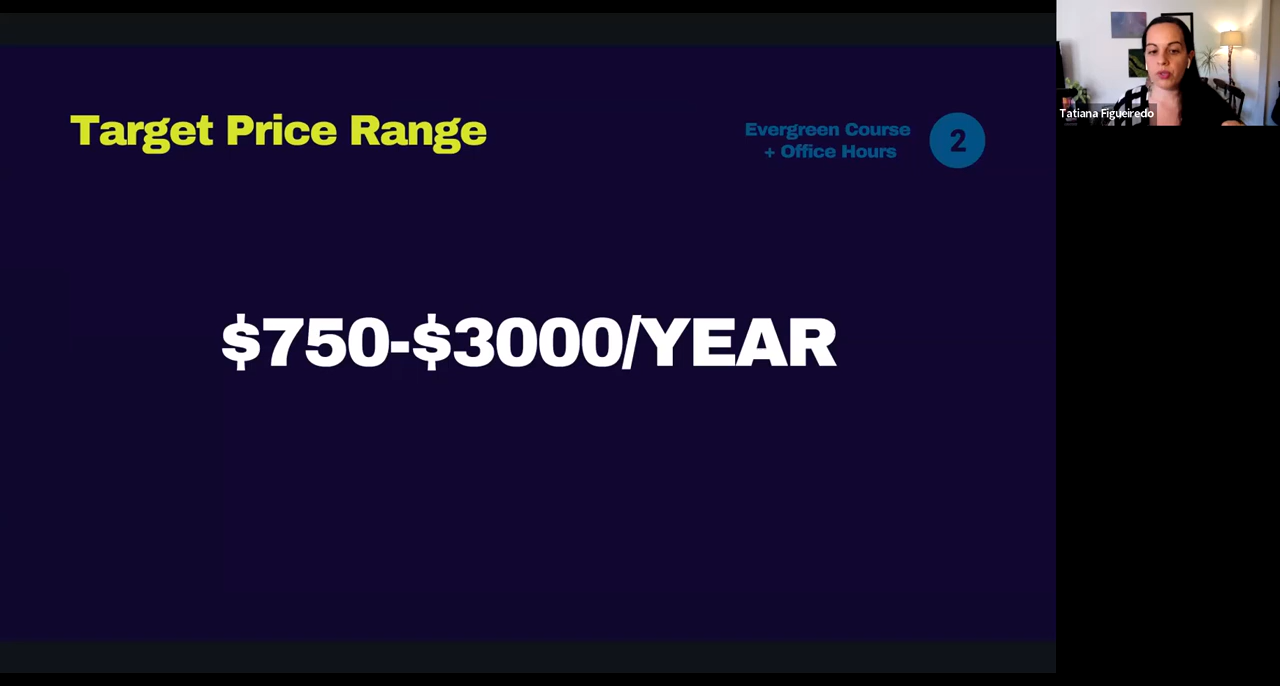 Target Price Range
Evergreen Course
+ Office Hours
2
$750-$3000/YEAR
Tatiana Figueiredo